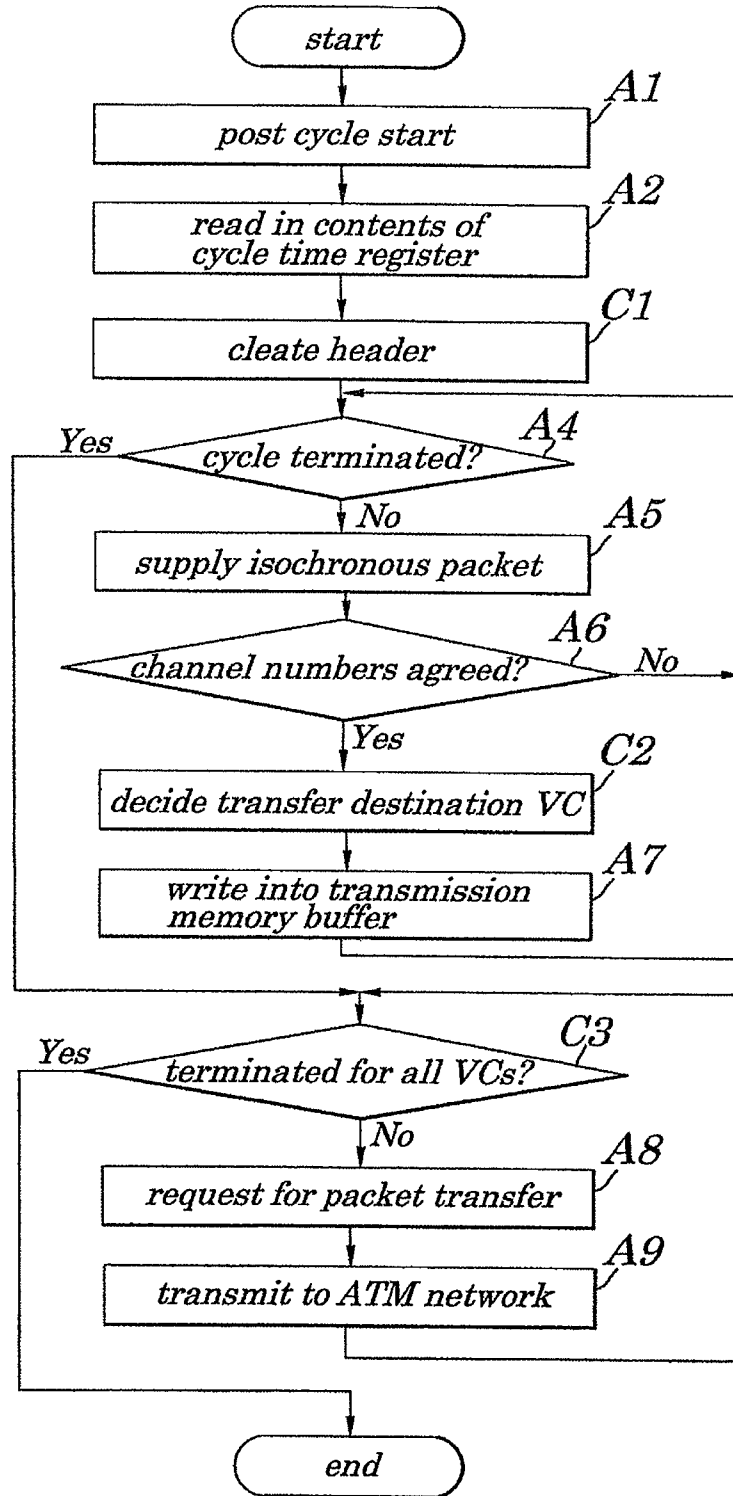 start
A1
post cycle start
A2
read in contents of
cycle time register
C1
cleate header
A4
Yes
cycle terminated?
No
A5
supply isochronous packet
A6
channel numbers agreed?
No
Yes
C2
decide transfer destination VC
A7
write into transmission
memory buffer
C3
Yes
terminated for all VCs?
No
A8
request for packet transfer
A9
transmit to ATM network
end